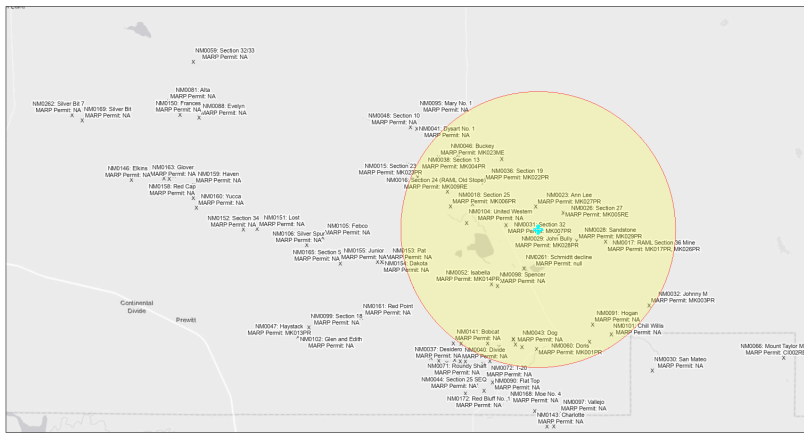 NM0059: Section 32/33
MARP Permit: NA
NM0081: Alta
MARP Permit: NA
NM0262: Silver Bit 7
MARP Permit: NA
NM0169: Silver Bit
MARP Permit: NA
NM0150: Frances
MARP Permit: NA
NM0088: Evelyn
MARP Permit: NA
NM0095: Mary No. 1
MARP Permit: NA
NM0048: Section 10
MARP Permit: NA
NM0041: Dysart No. 1
MARP Permit: NA
NM0046: Buckey
MARP Permit: MK023ME
NM0038: Section 13
MARP Permit: MK004PR
NM0015: Section 23
MARP Permit: MK023PR
NM0036: Section 19
MARP Permit: MK022PR
NM0016: Section 24 (RAML Old Stope)
MARP Permit: MK009RE
NM0146: Elkins
MARP Permit: NA
NM0163: Glover
MARP Permit: NA
NM0159: Haven
MARP Permit: NA
NM0158: Red Cap
MARP Permit: NA
NM0160: Yucca
MARP Permit: NA
NM0018: Section 25
MARP Permit: MK006PR
NM0023: Ann Lee
MARP Permit: MK027PR
NM0026: Section 27
MARP Permit: MK005RE
NM0104: United Western
MARP Permit: NA
NM0152: Section 34
MARP Permit: NA
NM0151: Lost
MARP Permit: NA
NM0105: Febco
MARP Permit: NA
NM0106: Silver Spur
MARP Permit: NA
NM0031: Section 32
MARP Permit: MK007PR
NM0028: Sandstone
MARP Permit: MK029PR
NM0029: John Bully
MARP Permit: MK028PR
NM0017: RAML Section 36 Mine
MARP Permit: MK017PR, MK026PR
NM0165: Section 5
MARP Permit: NA
NM0155: Junior
MARP Permit: NA
NM0153: Pat
MARP Permit: NA
NM0154: Dakota
MARP Permit: NA
NM0261: Schmidt decline
MARP Permit: null
NM0052: Isabella
MARP Permit: MK014PR
NM0098: Spencer
MARP Permit: NA
NM0032: Johnny M
MARP Permit: MK003PR
Continental
Divide
Prewitt
NM0161: Red Point
MARP Permit: NA
NM0099: Section 18
MARP Permit: NA
NM0047: Haystack
MARP Permit: MK013PR
NM0102: Glen and Edith
MARP Permit: NA
NM0091: Hogan
MARP Permit: NA
NM0101: Chill Willis
MARP Permit: NA
NM0141: Bobcat
MARP Permit: NA
NM0043: Dog
MARP Permit: NA
NM0037: Desidero
MARP Permit: NA
NM0040: Divide
MARP Permit: NA
NM0060: Doris
MARP Permit: MK001PR
NM0066: Mount Taylor M
MARP Permit: CI002RE
NM0030: San Mateo
MARP Permit: NA
NM0071: Roundy Shaft
MARP Permit: NA
NM0072: T-20
MARP Permit: NA
NM0044: Section 25 SEQ
MARP Permit: NA
NM0090: Flat Top
MARP Permit: NA
NM0172: Red Bluff No. 1
MARP Permit: NA
NM0168: Moe No. 4
MARP Permit: NA
NM0097: Vallejo
MARP Permit: NA
NM0143: Charlotte
MARP Permit: NA